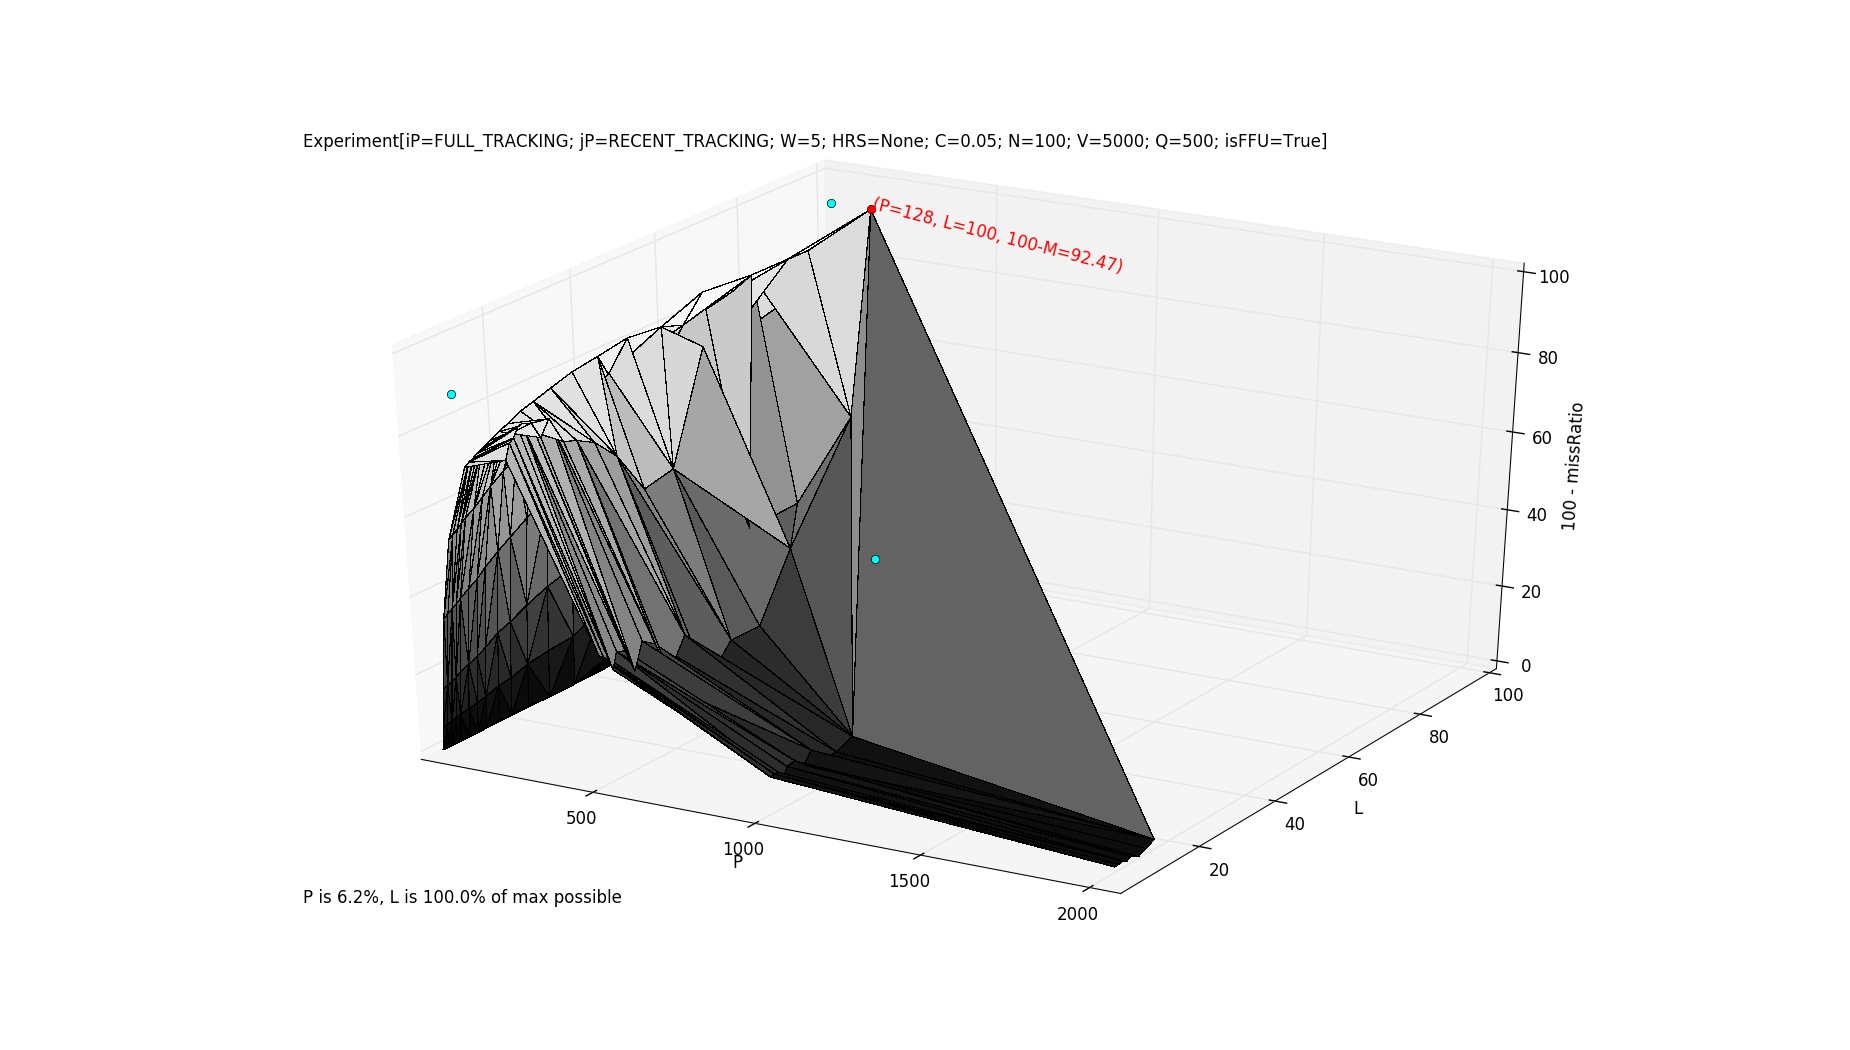 Experiment[iP=FULL_TRACKING; jP=RECENT_TRACKING; W=5; HRS=None; C=0.05; N=100; V=5000; Q=500; isFFU=True]
(P=128, L=100, 100-M=92.47)
100
80
60
40
20
0
100 - missRatio
100
80
60
40
20
L
500
1000
1500
2000
P
P is 6.2%, L is 100.0% of max possible